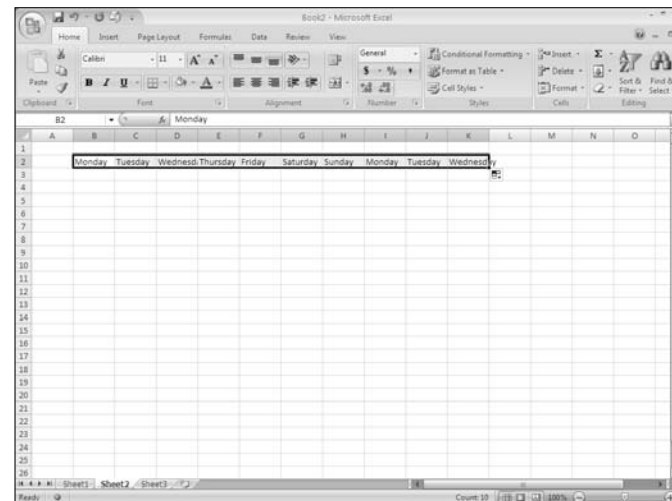 Book2 - Microsoft Excel
Home Insert Page Layout Formulas Data Review View
Calibri 11 A A General Conditional Formatting Insert Σ
Paste B I U A $ % , Format as Table Delete Sort & Find &
Cell Styles Format Filter Select
Clipboard Font Alignment Number Styles Cells Editing
B2 fx Monday
A B C D E F G H I J K L M N O
1
2 Monday Tuesday Wednesd Thursday Friday Saturday Sunday Monday Tuesday Wednesday
3
4
5
6
7
8
9
10
11
12
13
14
15
16
17
18
19
20
21
22
23
24
25
26
Sheet1 Sheet2 Sheet3
Ready Count: 10 100%